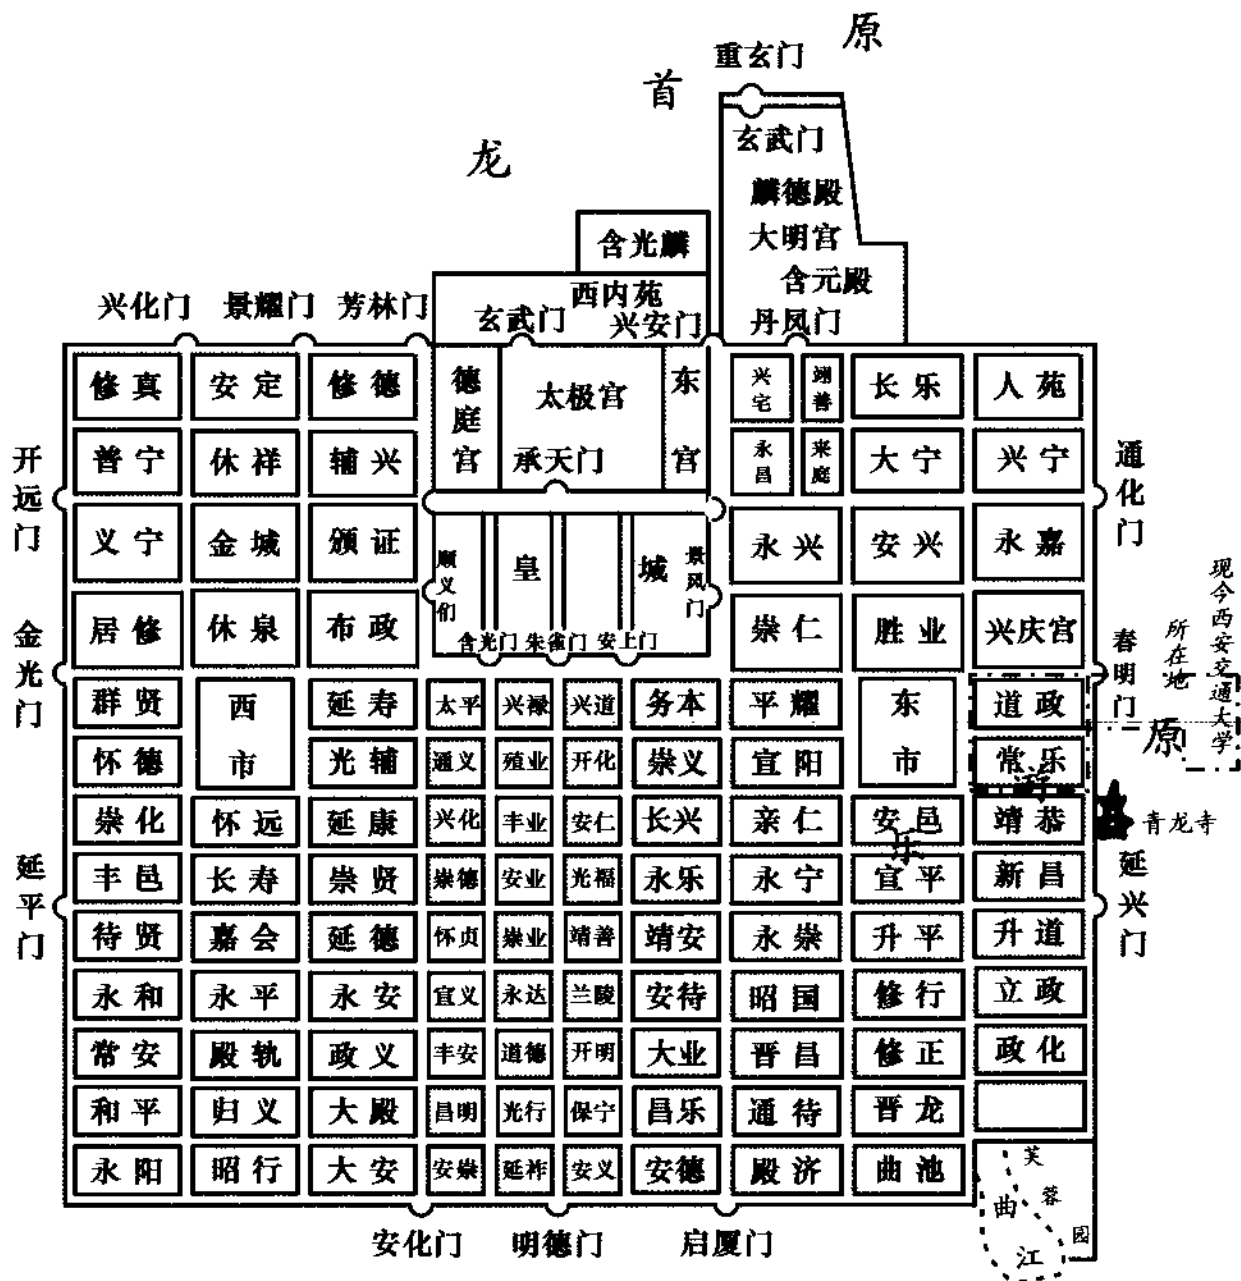 原
首
龙
重玄门
玄武门
麟德殿
大明宫
含元殿
丹凤门
含光麟
西内苑
玄武门
兴安门
兴化门 景耀门 芳林门
修真 安定 修德 德庭宫 太极宫 东宫 兴宅 翊善 长乐 人苑
普宁 休祥 辅兴 承天门 永昌 来庭 大宁 兴宁
开远门
通化门
义宁 金城 颁证 顺义们 皇城 景风门 永兴 安兴 永嘉
居修 休泉 布政 含光门 朱雀门 安上门 崇仁 胜业 兴庆宫
金光门
春明门
现今西安交通大学
所在地
群贤 西市 延寿 太平 兴禄 兴道 务本 平耀 东市 道政
原
怀德 光辅 通义 殖业 开化 崇义 宣阳 常乐
游
崇化 怀远 延康 兴化 丰业 安仁 长兴 亲仁 安邑 靖恭
青龙寺
乐
丰邑 长寿 崇贤 崇德 安业 光福 永乐 永宁 宣平 新昌
延平门
延兴门
待贤 嘉会 延德 怀贞 崇业 靖善 靖安 永崇 升平 升道
永和 永平 永安 宣义 永达 兰陵 安待 昭国 修行 立政
常安 殿轨 政义 丰安 道德 开明 大业 晋昌 修正 政化
和平 归义 大殿 昌明 光行 保宁 昌乐 通待 晋龙
永阳 昭行 大安 安崇 延祚 安义 安德 殿济 曲池
芙蓉园
曲江
安化门 明德门 启厦门